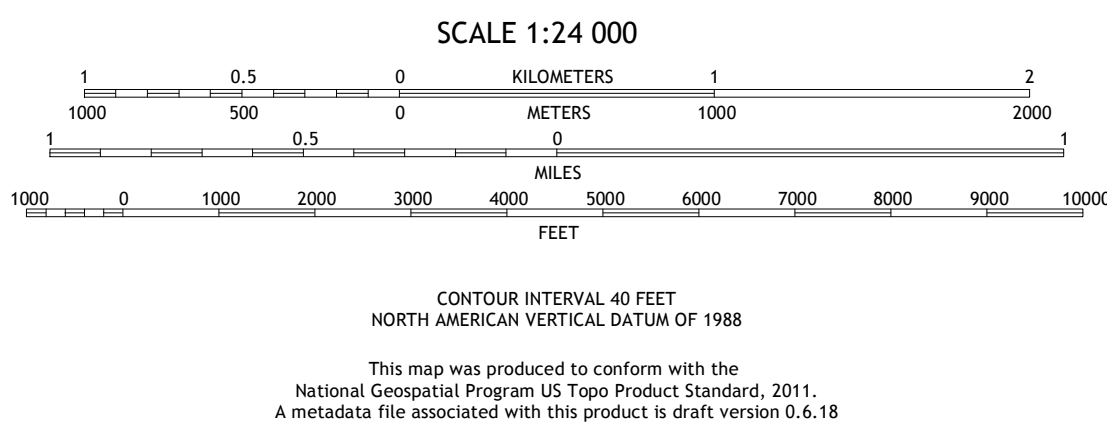 SCALE 1:24 000
1 0.5 0 KILOMETERS 1 2
1000 500 0 METERS 1000 2000
1 0.5 0 1
MILES
1000 0 1000 2000 3000 4000 5000 6000 7000 8000 9000 10000
FEET
CONTOUR INTERVAL 40 FEET
NORTH AMERICAN VERTICAL DATUM OF 1988
This map was produced to conform with the
National Geospatial Program US Topo Product Standard, 2011.
A metadata file associated with this product is draft version 0.6.18